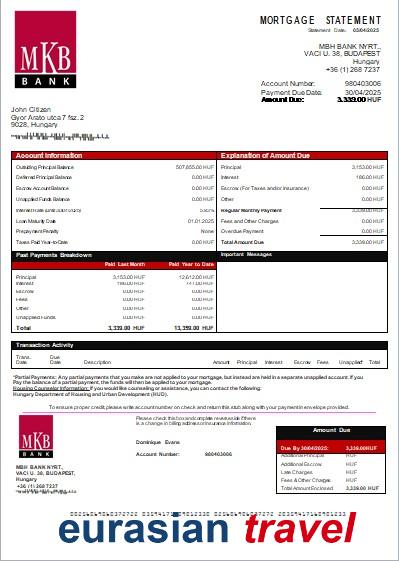 MKB
BANK
MORTGAGE STATEMENT
Statement Date: 03/04/2025
MBH BANK NYRT.,
VACI U. 38, BUDAPEST
Hungary
+36 (1) 268 7237
Account Number: 980403006
Payment Due Date: 30/04/2025
Amount Due: 3,339.00 HUF
John Citizen
Gyor Arato utca 7 fsz. 2
9028, Hungary
Account Information
Outsding Principal Balance 507,855.00 HUF
Deferred Principal Balance 0.00 HUF
Escrow Account Balance 0.00 HUF
Unapplied Funds Balance 0.00 HUF
Loan Maturity Date 01.01.2025
Prepayment Penalty None
Taxes Paid Year-to-Date 0.00 HUF
Explanation of Amount Due
Principal 3,153.00 HUF
Interest 186.00 HUF
Escrow (For Taxes and/or Insurance) 0.00 HUF
Regular Monthly Payment 3,339.00 HUF
Fees and Other Charges 0.00 HUF
Overdue Payment 0.00 HUF
Total Amount Due 3,339.00 HUF
Past Payments Breakdown
Paid Last Month Paid Year to Date
Principal 3,153.00 HUF 12,612.00 HUF
Interest 186.00 HUF 747.00 HUF
Escrow 0.00 HUF 0.00 HUF
Fees 0.00 HUF 0.00 HUF
Other 0.00 HUF 0.00 HUF
Unapplied Funds 0.00 HUF 0.00 HUF
Total 3,339.00 HUF 13,359.00 HUF
Important Messages
Transaction Activity
Trans. Date Due Date Description Amount Principal Interest Escrow Fees Unapplied* Total
*Partial Payments: Any partial payments that you make are not applied to your mortgage, but instead are held in a separate unapplied account. If you
Pay the balance of a partial payment, the funds will then be applied to your mortgage.
Housing Counselor Information: If you would like counseling or assistance, you can contact the following:
Hungary Department of Housing and Urban Development (HUD).
To ensure proper credit, please write account number on check and return this stub along with your payment in envelope provided.
MKB
BANK
MBH BANK NYRT.,
VACI U. 38, BUDAPEST,
Hungary
+36 (1) 268 7237
Please check this box and complete reverse side if there
is a change in billing address or insurance information.
Dominique Evans
Account Number: 980403006
Amount Due
Due By 30/04/2025: 3,339.00HUF
Additional Principal HUF
Additional Escrow HUF
Late Charges HUF
Fees & Other Charges HUF
Total Amount Enclosed 3,339.00 HUF
eurasian travel